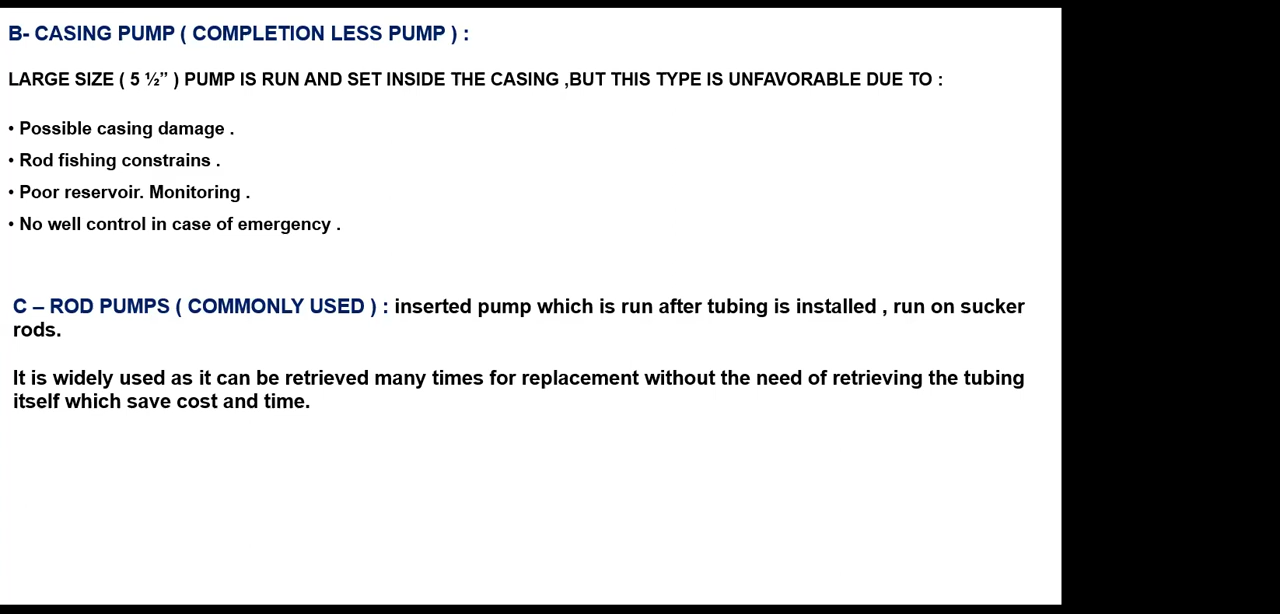 B- CASING PUMP ( COMPLETION LESS PUMP ) :
LARGE SIZE ( 5 ½” ) PUMP IS RUN AND SET INSIDE THE CASING ,BUT THIS TYPE IS UNFAVORABLE DUE TO :
• Possible casing damage .
• Rod fishing constrains .
• Poor reservoir. Monitoring .
• No well control in case of emergency .
C – ROD PUMPS ( COMMONLY USED ) : inserted pump which is run after tubing is installed , run on sucker
rods.
It is widely used as it can be retrieved many times for replacement without the need of retrieving the tubing
itself which save cost and time.